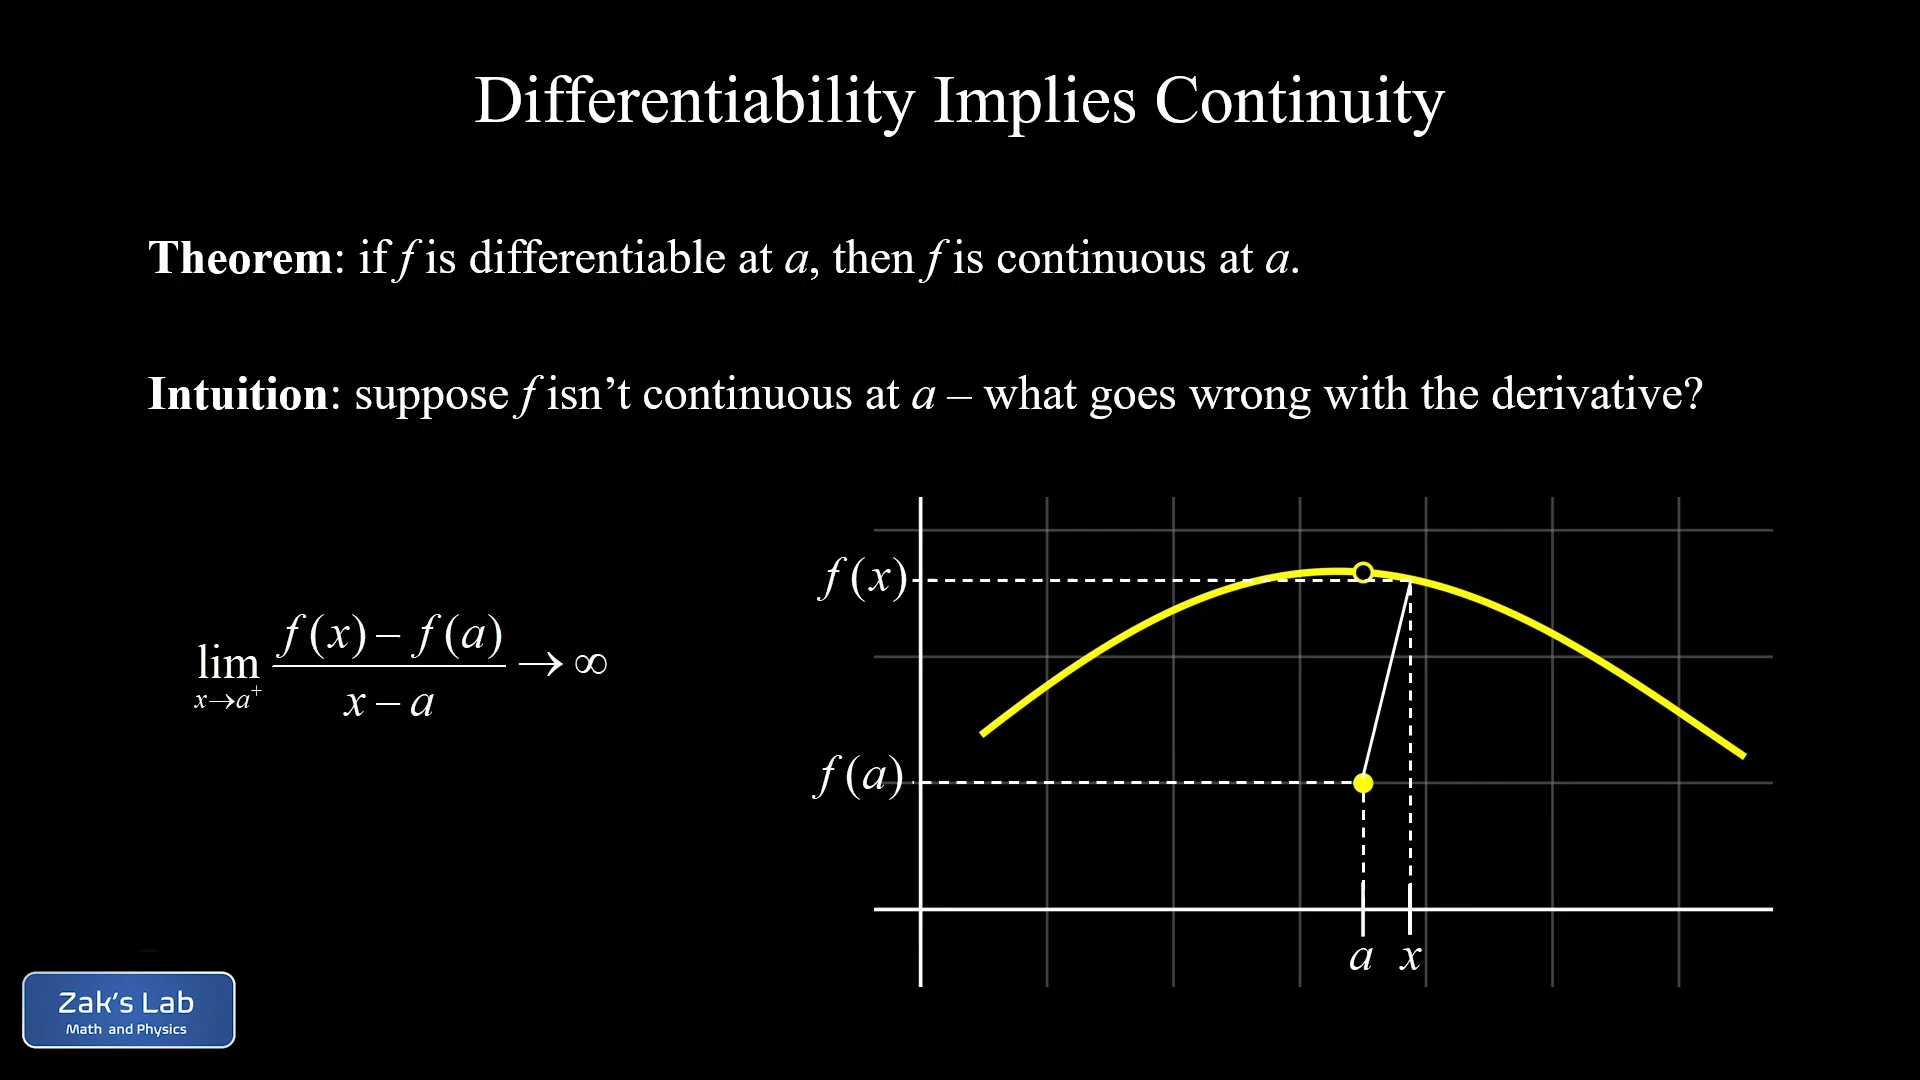 Differentiability Implies Continuity
Theorem: if f is differentiable at a, then f is continuous at a.
Intuition: suppose f isn’t continuous at a – what goes wrong with the derivative?
lim x→a⁺ (f(x) – f(a)) / (x – a) → ∞
f(x)
f(a)
a x
Zak’s Lab
Math and Physics